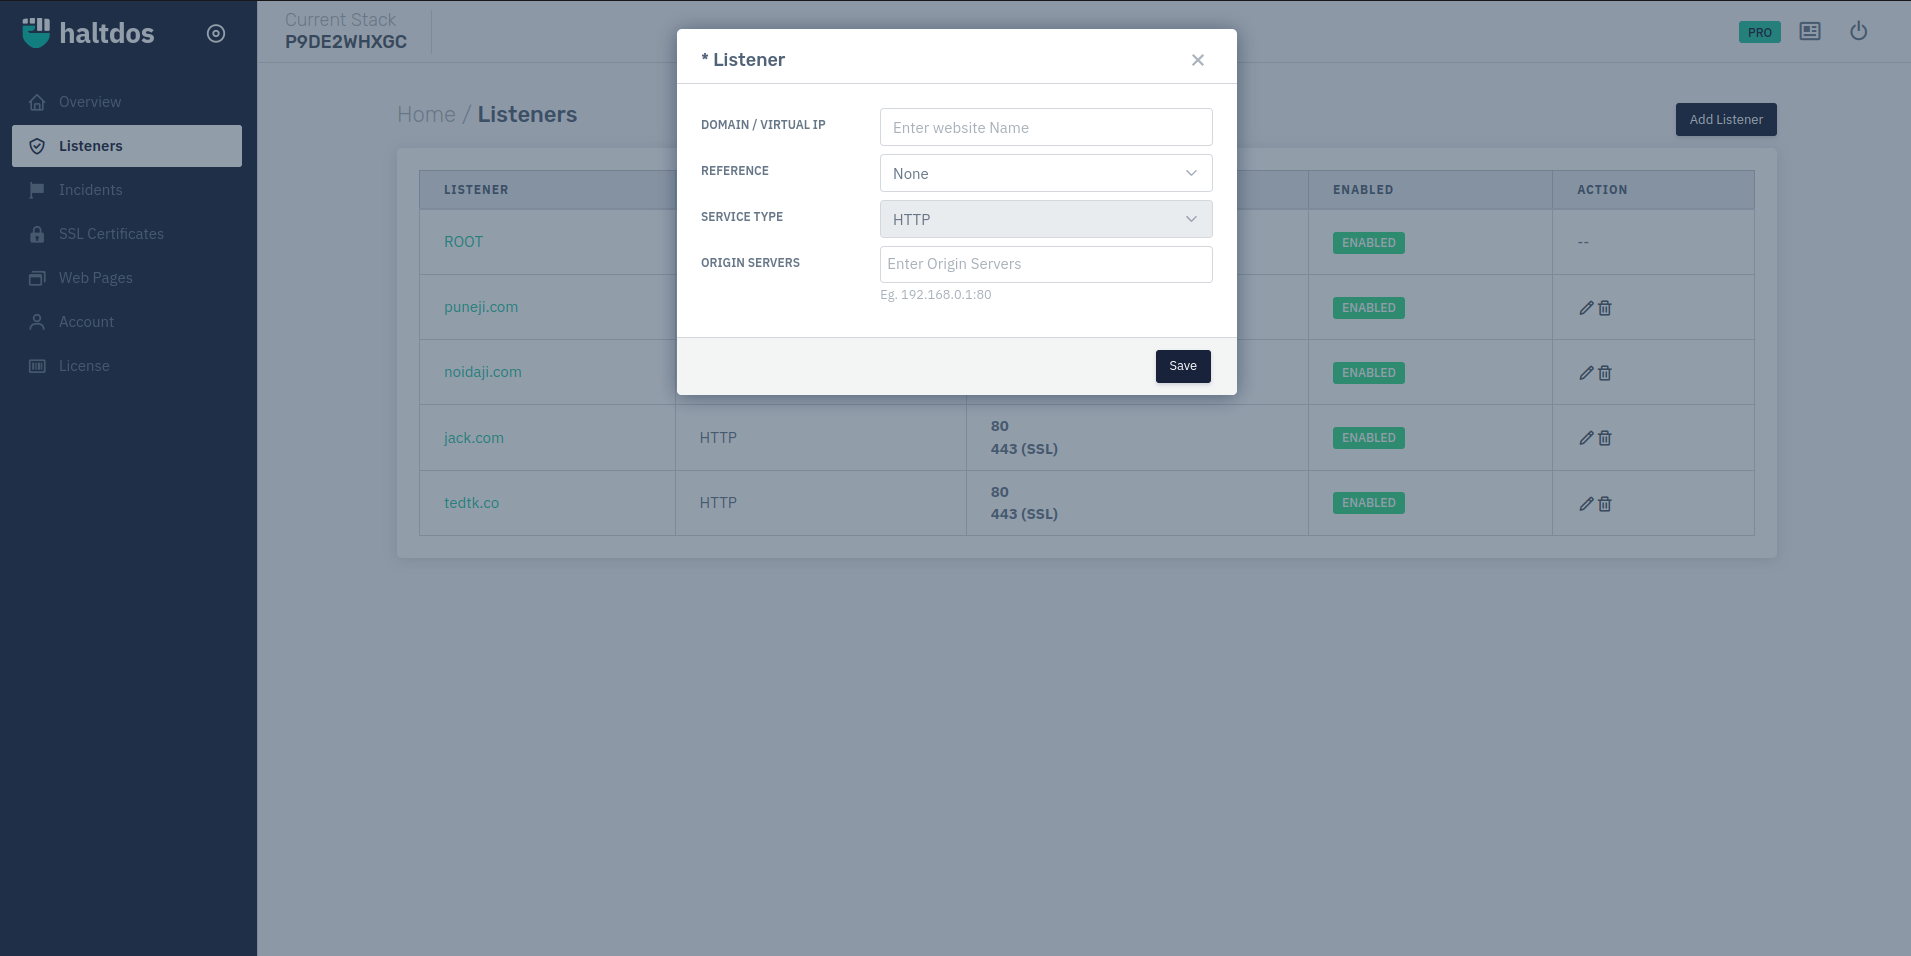 haltdos
Current Stack
P9DE2WHXGC
PRO
Overview
Listeners
Incidents
SSL Certificates
Web Pages
Account
License
Home / Listeners
Add Listener
* Listener
DOMAIN / VIRTUAL IP
Enter website Name
REFERENCE
None
SERVICE TYPE
HTTP
ORIGIN SERVERS
Enter Origin Servers
Eg. 192.168.0.1:80
Save
LISTENER ENABLED ACTION
ROOT ENABLED --
puneji.com ENABLED
noidaji.com ENABLED
jack.com HTTP 80
443 (SSL) ENABLED
tedtk.co HTTP 80
443 (SSL) ENABLED